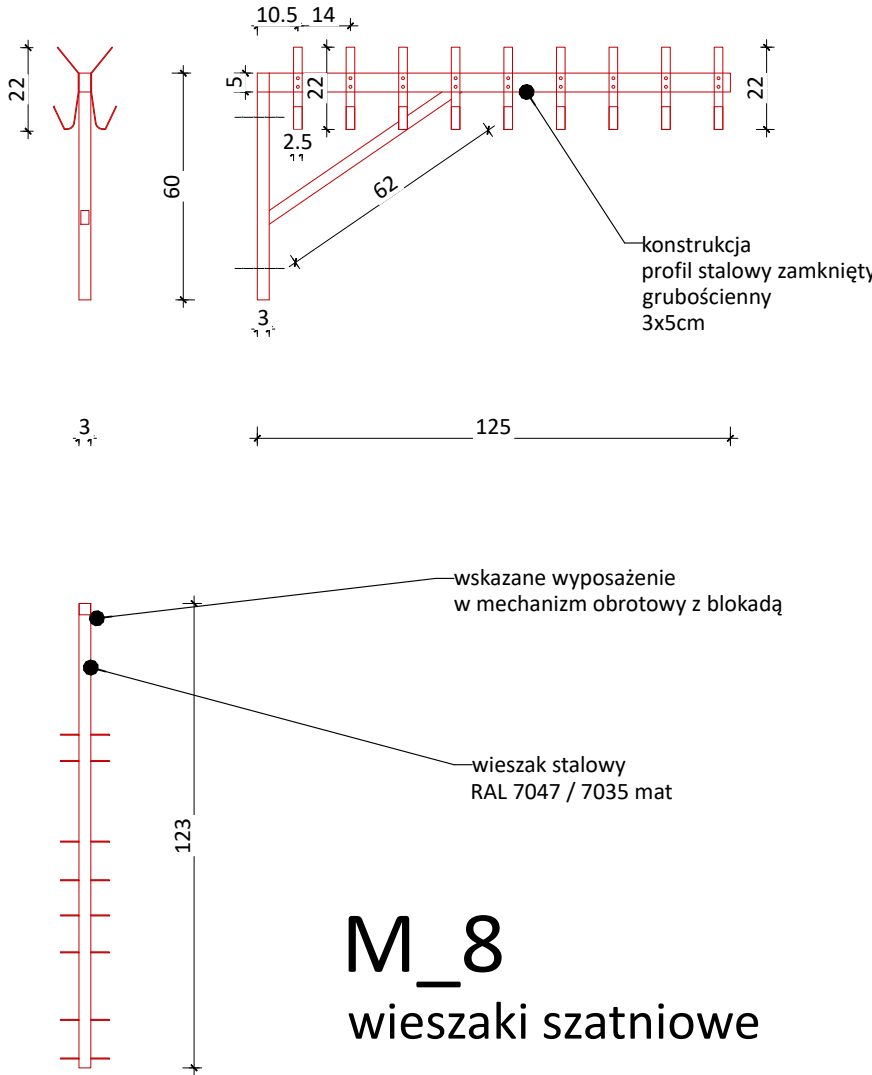 10.5 14
22
5
22
22
2.5
60
62
konstrukcja
profil stalowy zamknięty
grubościenny
3x5cm
3
3
125
wskazane wyposażenie
w mechanizm obrotowy z blokadą
wieszak stalowy
RAL 7047 / 7035 mat
123
M_8
wieszaki szatniowe